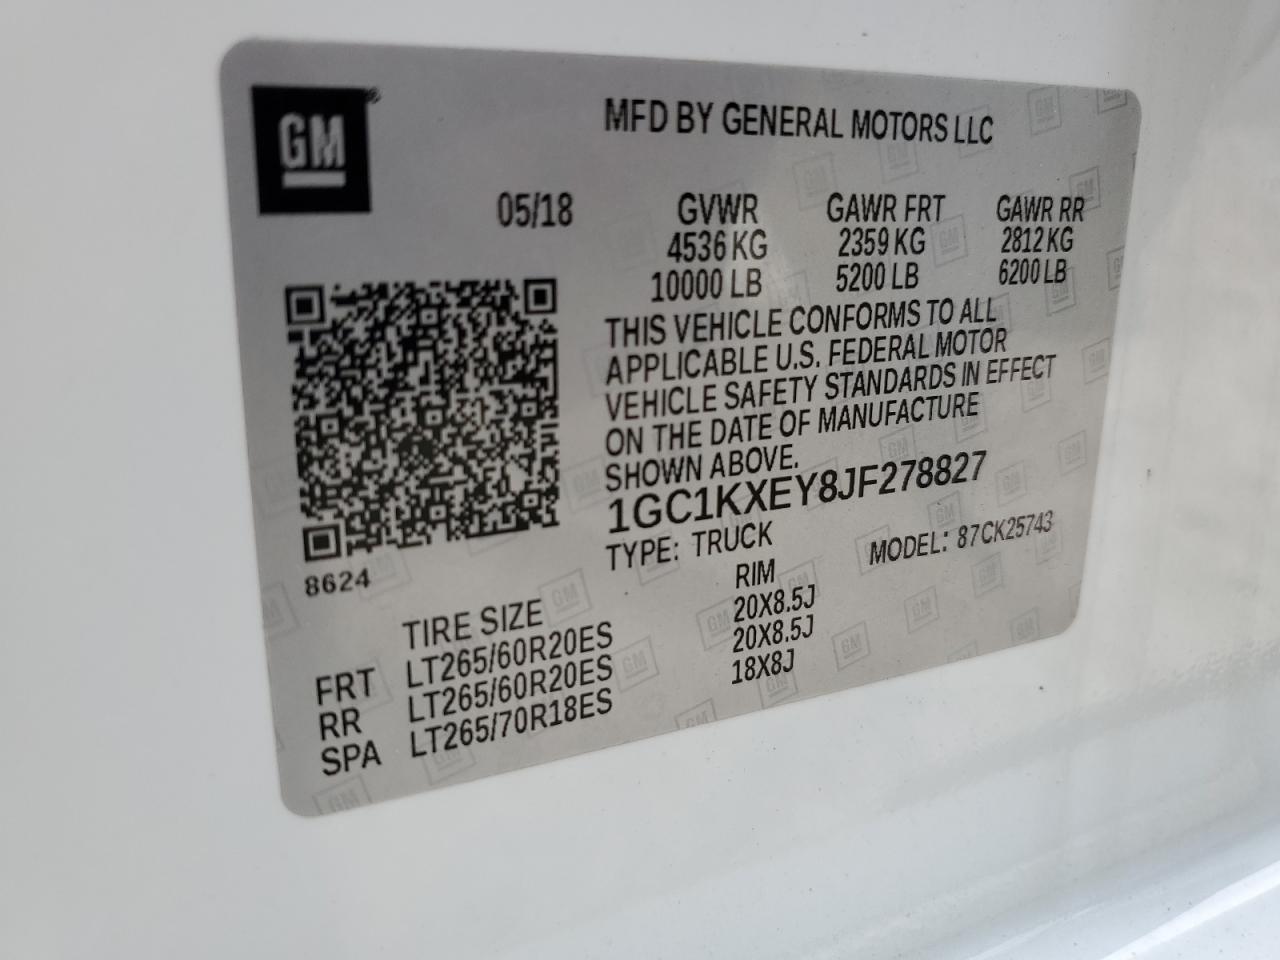 GM
MFD BY GENERAL MOTORS LLC
05/18 GVWR GAWR FRT GAWR RR
4536 KG 2359 KG 2812 KG
10000 LB 5200 LB 6200 LB
THIS VEHICLE CONFORMS TO ALL
APPLICABLE U.S. FEDERAL MOTOR
VEHICLE SAFETY STANDARDS IN EFFECT
ON THE DATE OF MANUFACTURE
SHOWN ABOVE.
1GC1KXEY8JF278827
TYPE: TRUCK MODEL: 87CK25743
8624
TIRE SIZE RIM
FRT LT265/60R20ES 20X8.5J
RR LT265/60R20ES 20X8.5J
SPA LT265/70R18ES 18X8J